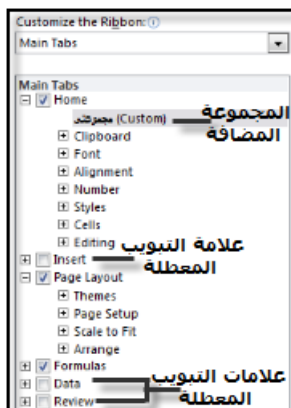 Customize the Ribbon:
Main Tabs
Main Tabs
Home
مجموعتي (Custom)
المجموعة
المضافة
Clipboard
Font
Alignment
Number
Styles
Cells
Editing
علامة التبويب
المعطلة
Insert
Page Layout
Themes
Page Setup
Scale to Fit
Arrange
Formulas
علامات التبويب
المعطلة
Data
Review